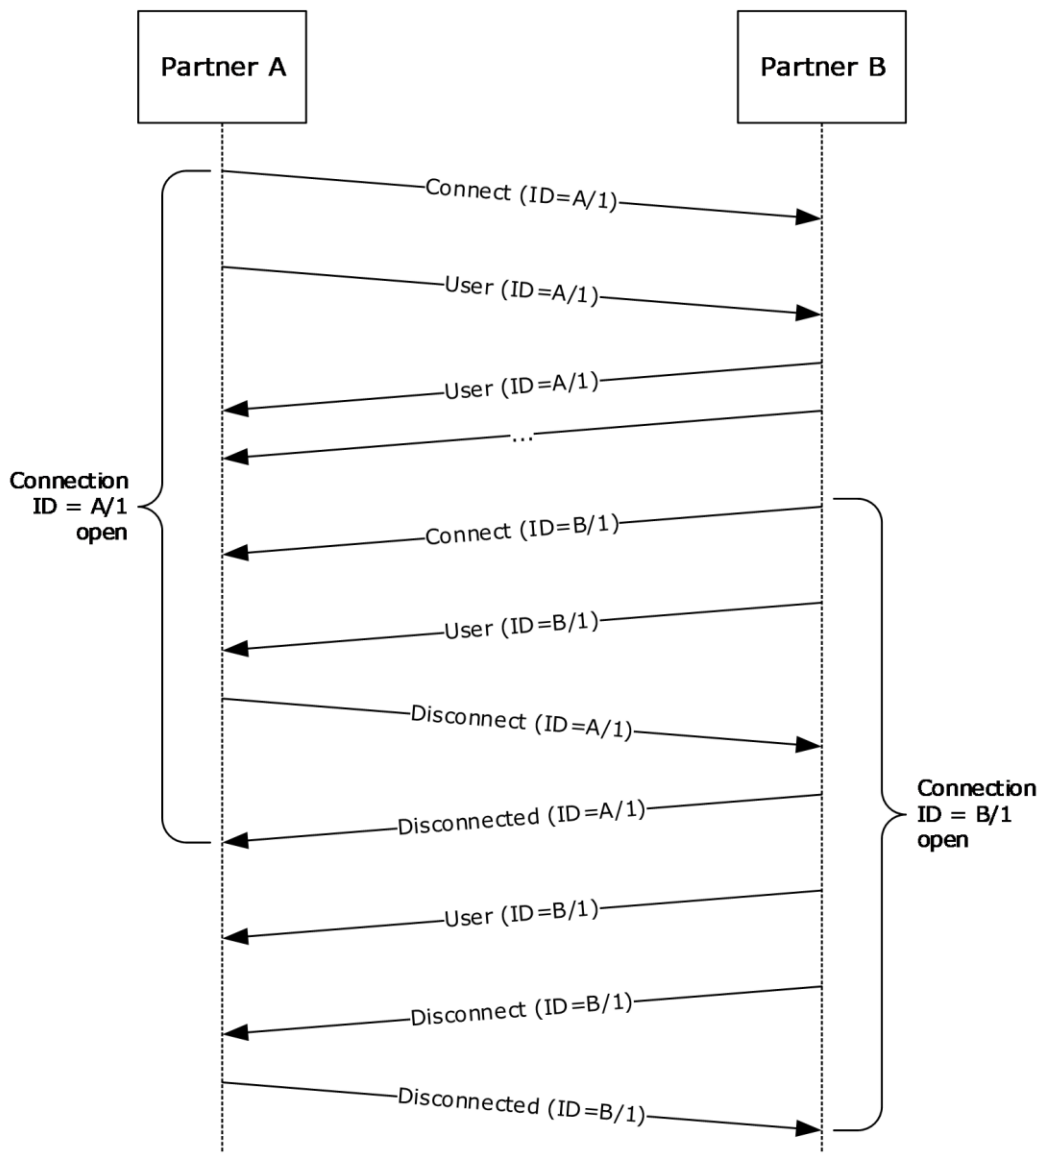 Partner A
Partner B
Connect (ID=A/1)
User (ID=A/1)
User (ID=A/1)
...
Connection
ID = A/1
open
Connect (ID=B/1)
User (ID=B/1)
Disconnect (ID=A/1)
Disconnected (ID=A/1)
Connection
ID = B/1
open
User (ID=B/1)
Disconnect (ID=B/1)
Disconnected (ID=B/1)